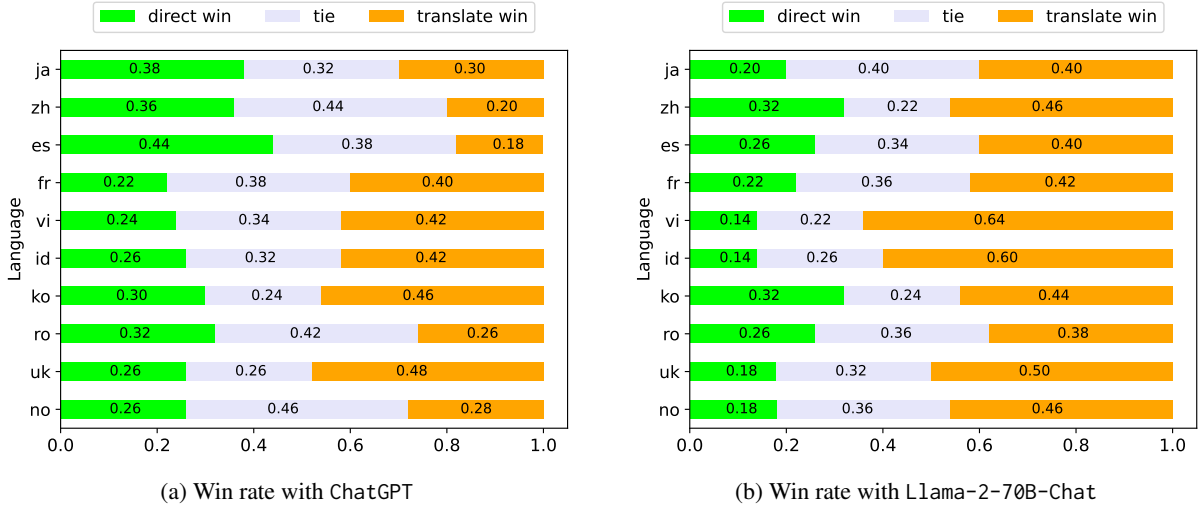 direct win tie translate win
ja 0.38 0.32 0.30
zh 0.36 0.44 0.20
es 0.44 0.38 0.18
fr 0.22 0.38 0.40
vi 0.24 0.34 0.42
id 0.26 0.32 0.42
ko 0.30 0.24 0.46
ro 0.32 0.42 0.26
uk 0.26 0.26 0.48
no 0.26 0.46 0.28
Language
0.0 0.2 0.4 0.6 0.8 1.0
(a) Win rate with ChatGPT
direct win tie translate win
ja 0.20 0.40 0.40
zh 0.32 0.22 0.46
es 0.26 0.34 0.40
fr 0.22 0.36 0.42
vi 0.14 0.22 0.64
id 0.14 0.26 0.60
ko 0.32 0.24 0.44
ro 0.26 0.36 0.38
uk 0.18 0.32 0.50
no 0.18 0.36 0.46
Language
0.0 0.2 0.4 0.6 0.8 1.0
(b) Win rate with Llama-2-70B-Chat